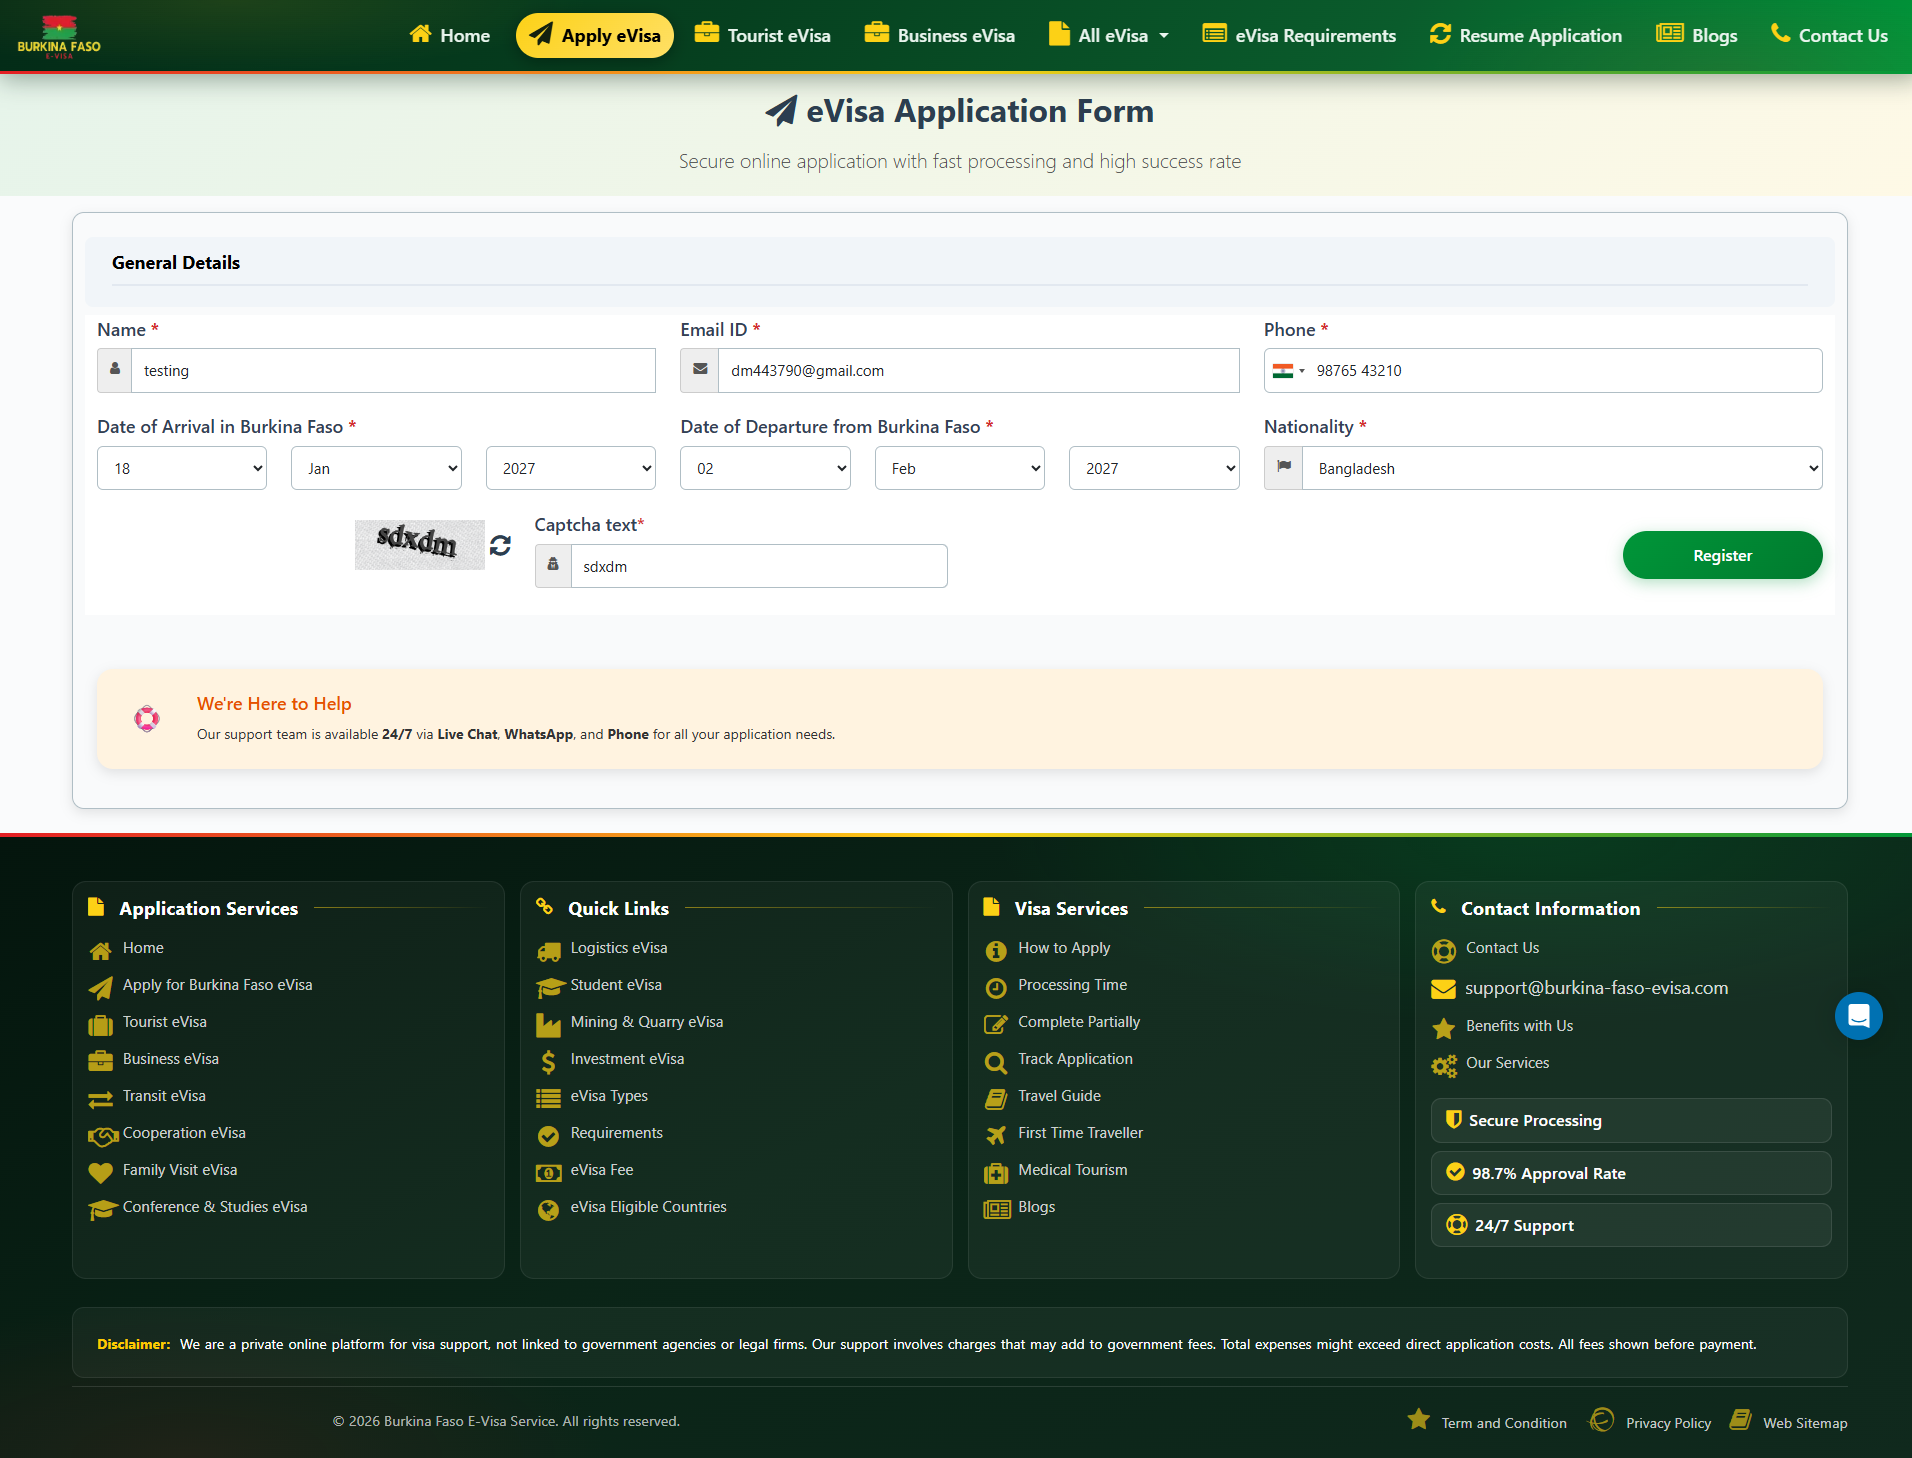 BURKINA FASO
E-VISA
Home
Apply eVisa
Tourist eVisa
Business eVisa
All eVisa
eVisa Requirements
Resume Application
Blogs
Contact Us
eVisa Application Form
Secure online application with fast processing and high success rate
General Details
Name *
Email ID *
Phone *
testing
dm443790@gmail.com
98765 43210
Date of Arrival in Burkina Faso *
Date of Departure from Burkina Faso *
Nationality *
18
Jan
2027
02
Feb
2027
Bangladesh
sdxdm
Captcha text*
sdxdm
Register
We're Here to Help
Our support team is available 24/7 via Live Chat, WhatsApp, and Phone for all your application needs.
Application Services
Home
Apply for Burkina Faso eVisa
Tourist eVisa
Business eVisa
Transit eVisa
Cooperation eVisa
Family Visit eVisa
Conference & Studies eVisa
Quick Links
Logistics eVisa
Student eVisa
Mining & Quarry eVisa
Investment eVisa
eVisa Types
Requirements
eVisa Fee
eVisa Eligible Countries
Visa Services
How to Apply
Processing Time
Complete Partially
Track Application
Travel Guide
First Time Traveller
Medical Tourism
Blogs
Contact Information
Contact Us
support@burkina-faso-evisa.com
Benefits with Us
Our Services
Secure Processing
98.7% Approval Rate
24/7 Support
Disclaimer: We are a private online platform for visa support, not linked to government agencies or legal firms. Our support involves charges that may add to government fees. Total expenses might exceed direct application costs. All fees shown before payment.
© 2026 Burkina Faso E-Visa Service. All rights reserved.
Term and Condition
Privacy Policy
Web Sitemap